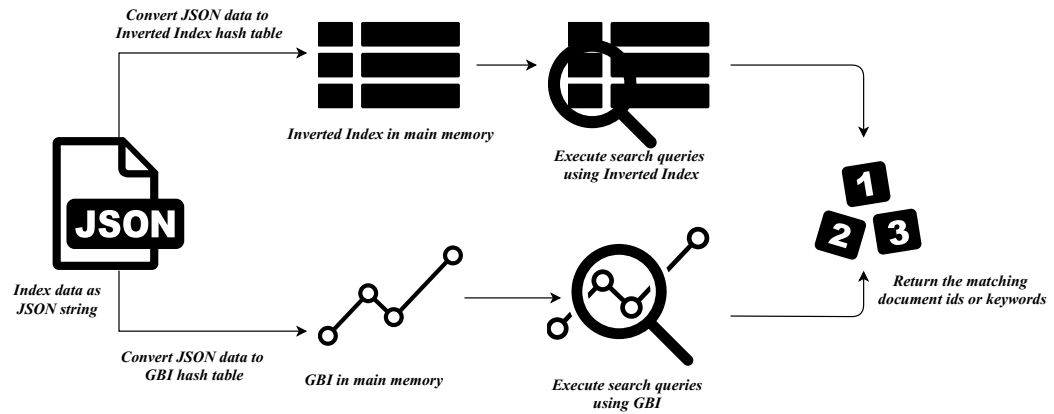 Convert JSON data to
Inverted Index hash table
Inverted Index in main memory
Execute search queries
using Inverted Index
JSON
Index data as
JSON string
1
2
3
Return the matching
document ids or keywords
Convert JSON data to
GBI hash table
GBI in main memory
Execute search queries
using GBI